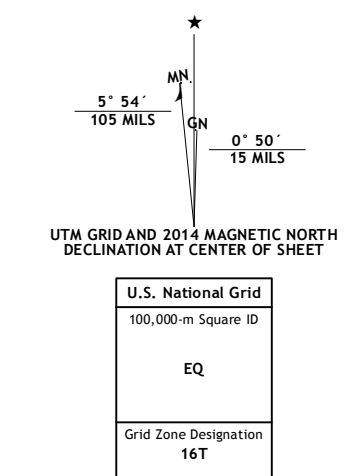 ★
MN
GN
5° 54´
105 MILS
0° 50´
15 MILS
UTM GRID AND 2014 MAGNETIC NORTH
DECLINATION AT CENTER OF SHEET
U.S. National Grid
100,000-m Square ID
EQ
Grid Zone Designation
16T